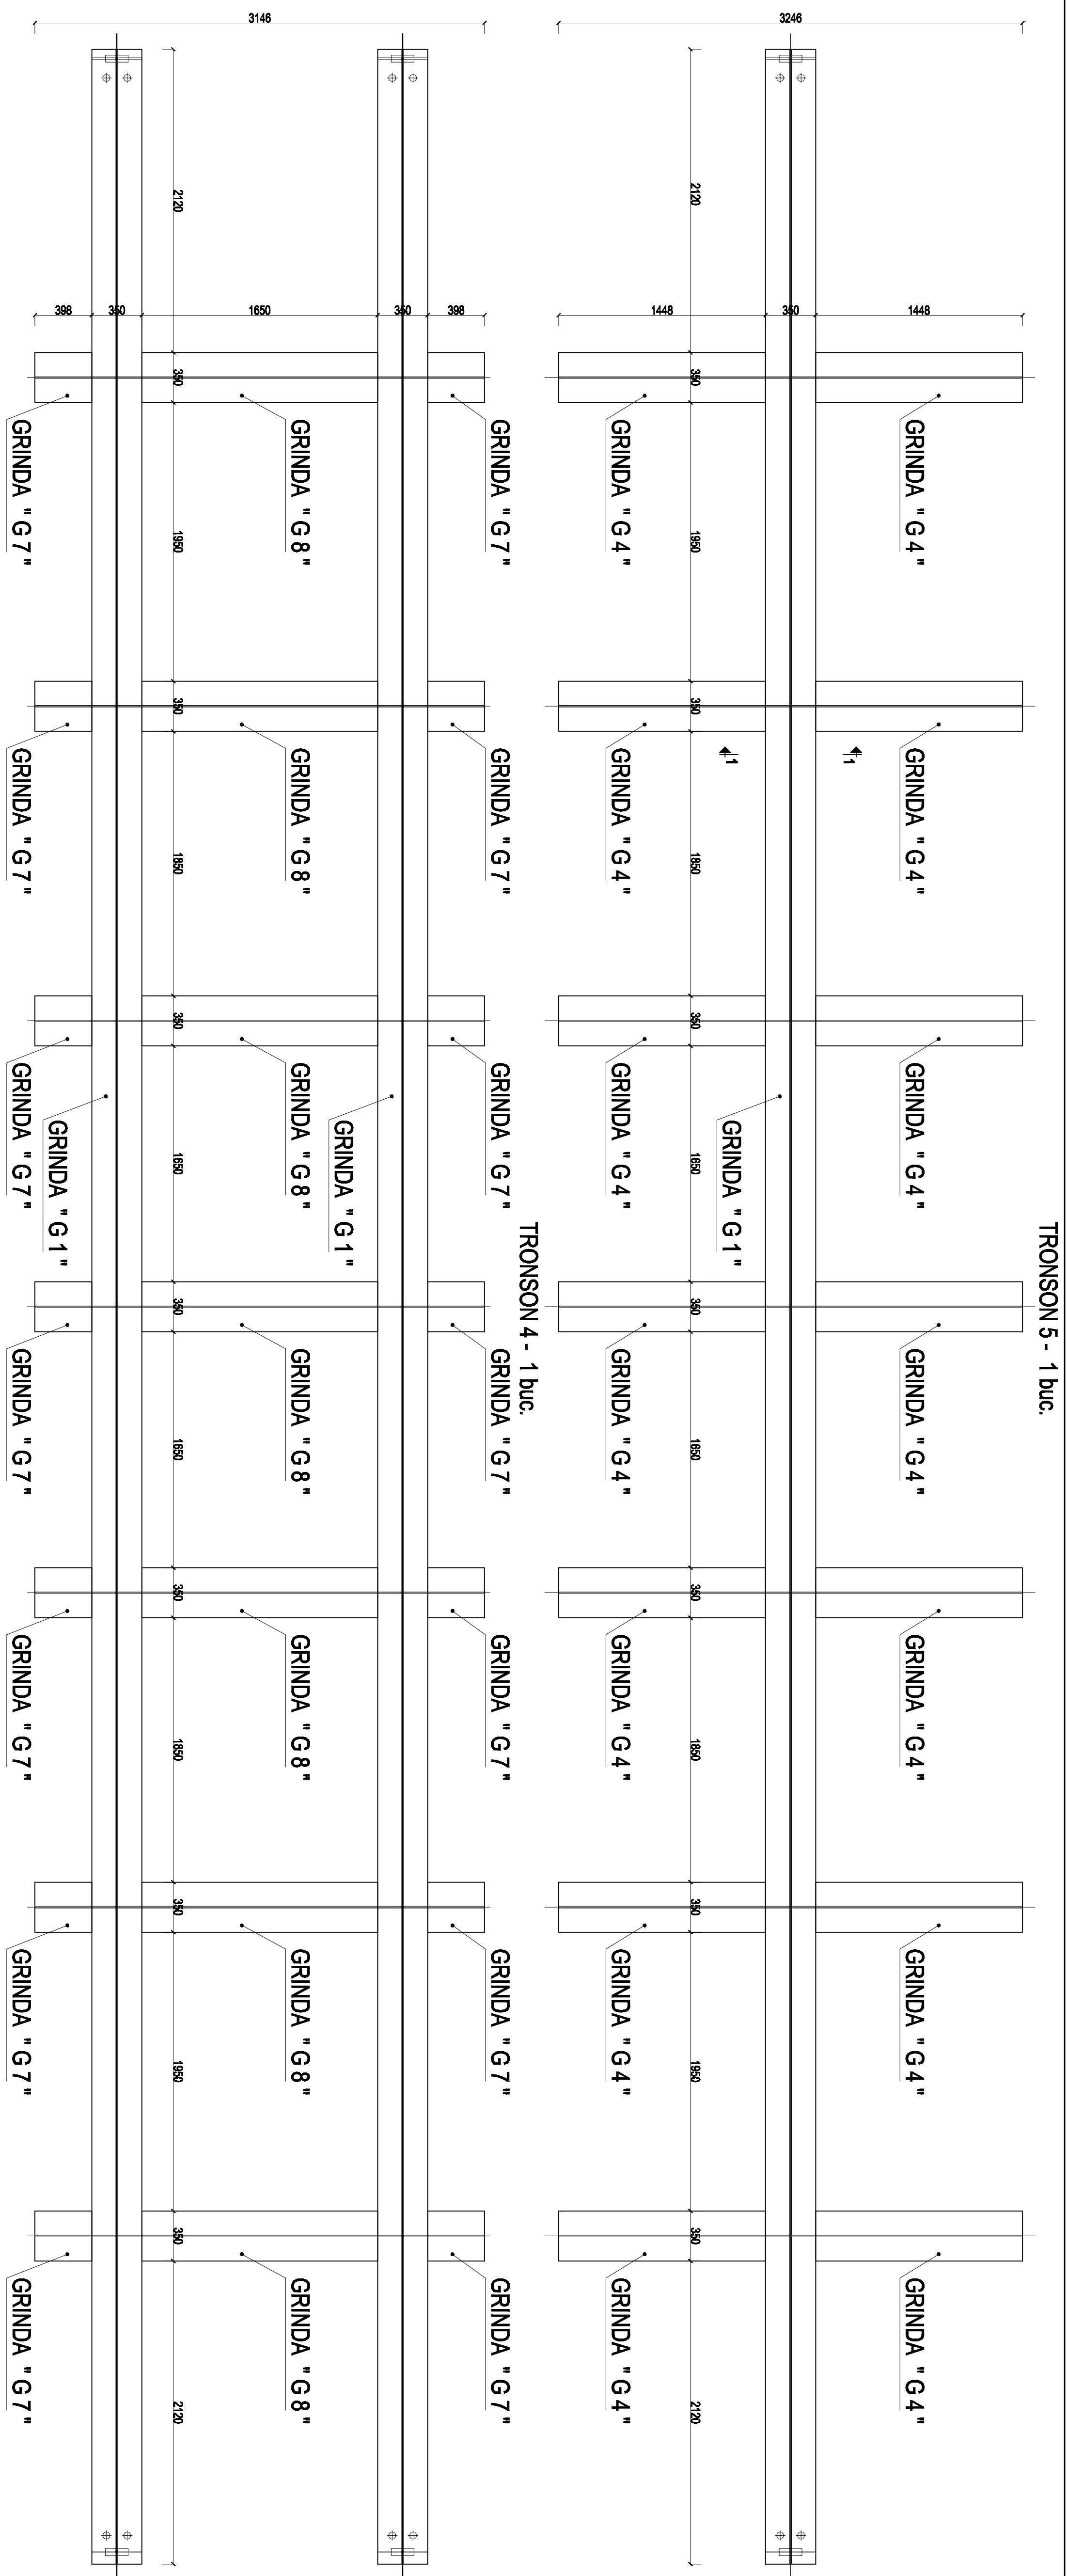 TRONSON 5 - 1 buc.
3246
1448
350
1448
GRINDA "G 4"
GRINDA "G 4"
GRINDA "G 4"
GRINDA "G 4"
GRINDA "G 4"
GRINDA "G 4"
GRINDA "G 4"
1
1
GRINDA "G 1"
2120
350
1950
350
1850
350
1650
350
1650
350
1850
350
1950
350
2120
GRINDA "G 4"
GRINDA "G 4"
GRINDA "G 4"
GRINDA "G 4"
GRINDA "G 4"
GRINDA "G 4"
GRINDA "G 4"
TRONSON 4 - 1 buc.
3146
398
350
1650
350
398
GRINDA "G 7"
GRINDA "G 7"
GRINDA "G 7"
GRINDA "G 7"
GRINDA "G 7"
GRINDA "G 7"
GRINDA "G 7"
GRINDA "G 1"
GRINDA "G 8"
GRINDA "G 8"
GRINDA "G 8"
GRINDA "G 8"
GRINDA "G 8"
GRINDA "G 8"
GRINDA "G 8"
2120
350
1950
350
1850
350
1650
350
1650
350
1850
350
1950
350
2120
GRINDA "G 1"
GRINDA "G 7"
GRINDA "G 7"
GRINDA "G 7"
GRINDA "G 7"
GRINDA "G 7"
GRINDA "G 7"
GRINDA "G 7"